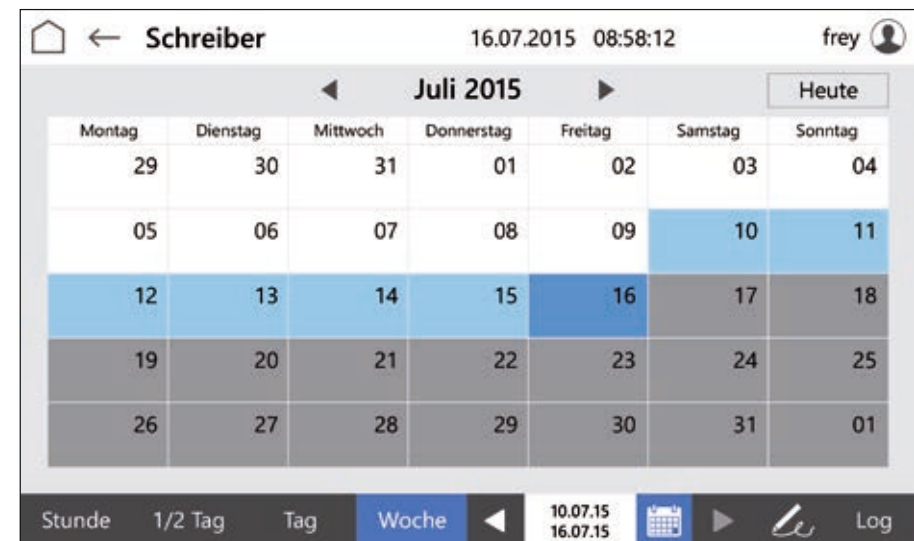 Schreiber 16.07.2015 08:58:12 frey
Juli 2015 Heute
Montag Dienstag Mittwoch Donnerstag Freitag Samstag Sonntag
29 30 31 01 02 03 04
05 06 07 08 09 10 11
12 13 14 15 16 17 18
19 20 21 22 23 24 25
26 27 28 29 30 31 01
Stunde 1/2 Tag Tag Woche 10.07.15 Log
16.07.15